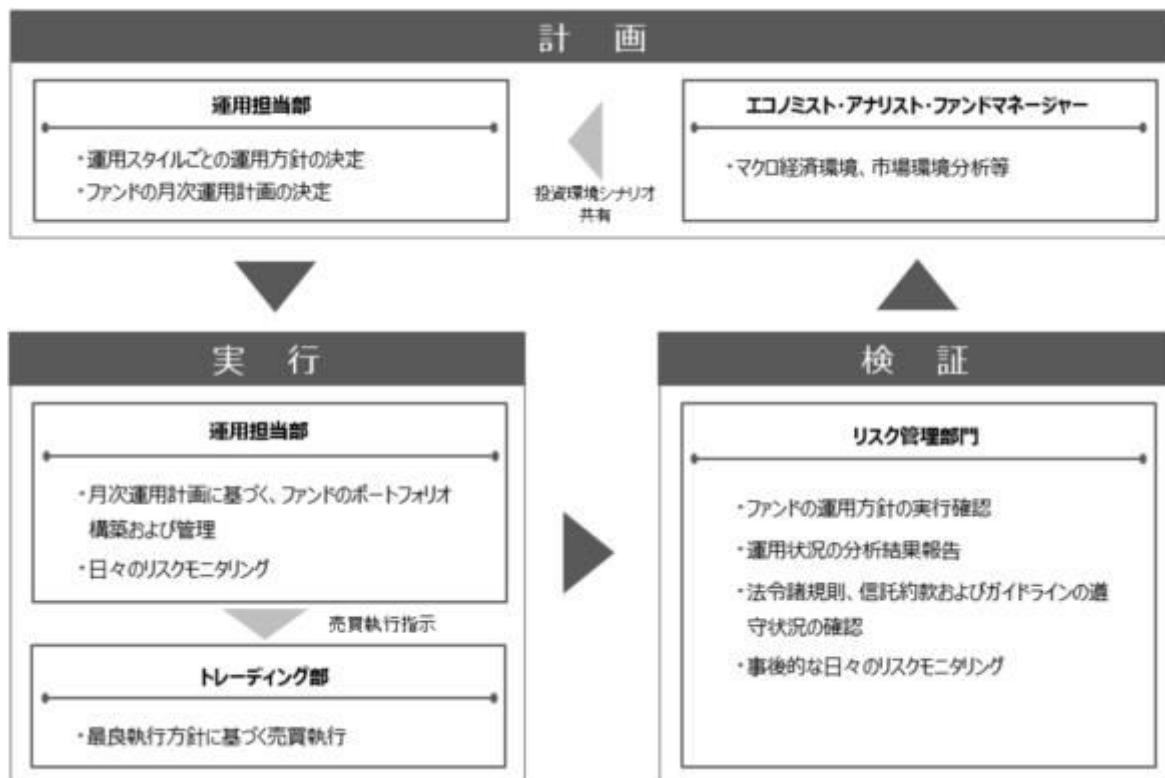 計 画
運用担当部
・運用スタイルごとの運用方針の決定
・ファンドの月次運用計画の決定
投資環境シナリオ
共有
エコノミスト・アナリスト・ファンドマネージャー
・マクロ経済環境、市場環境分析等
実 行
運用担当部
・月次運用計画に基づく、ファンドのポートフォリオ
構築および管理
・日々のリスクモニタリング
売買執行指示
トレーディング部
・最良執行方針に基づく売買執行
検 証
リスク管理部門
・ファンドの運用方針の実行確認
・運用状況の分析結果報告
・法令諸規則、信託約款およびガイドラインの遵
守状況の確認
・事後的な日々のリスクモニタリング